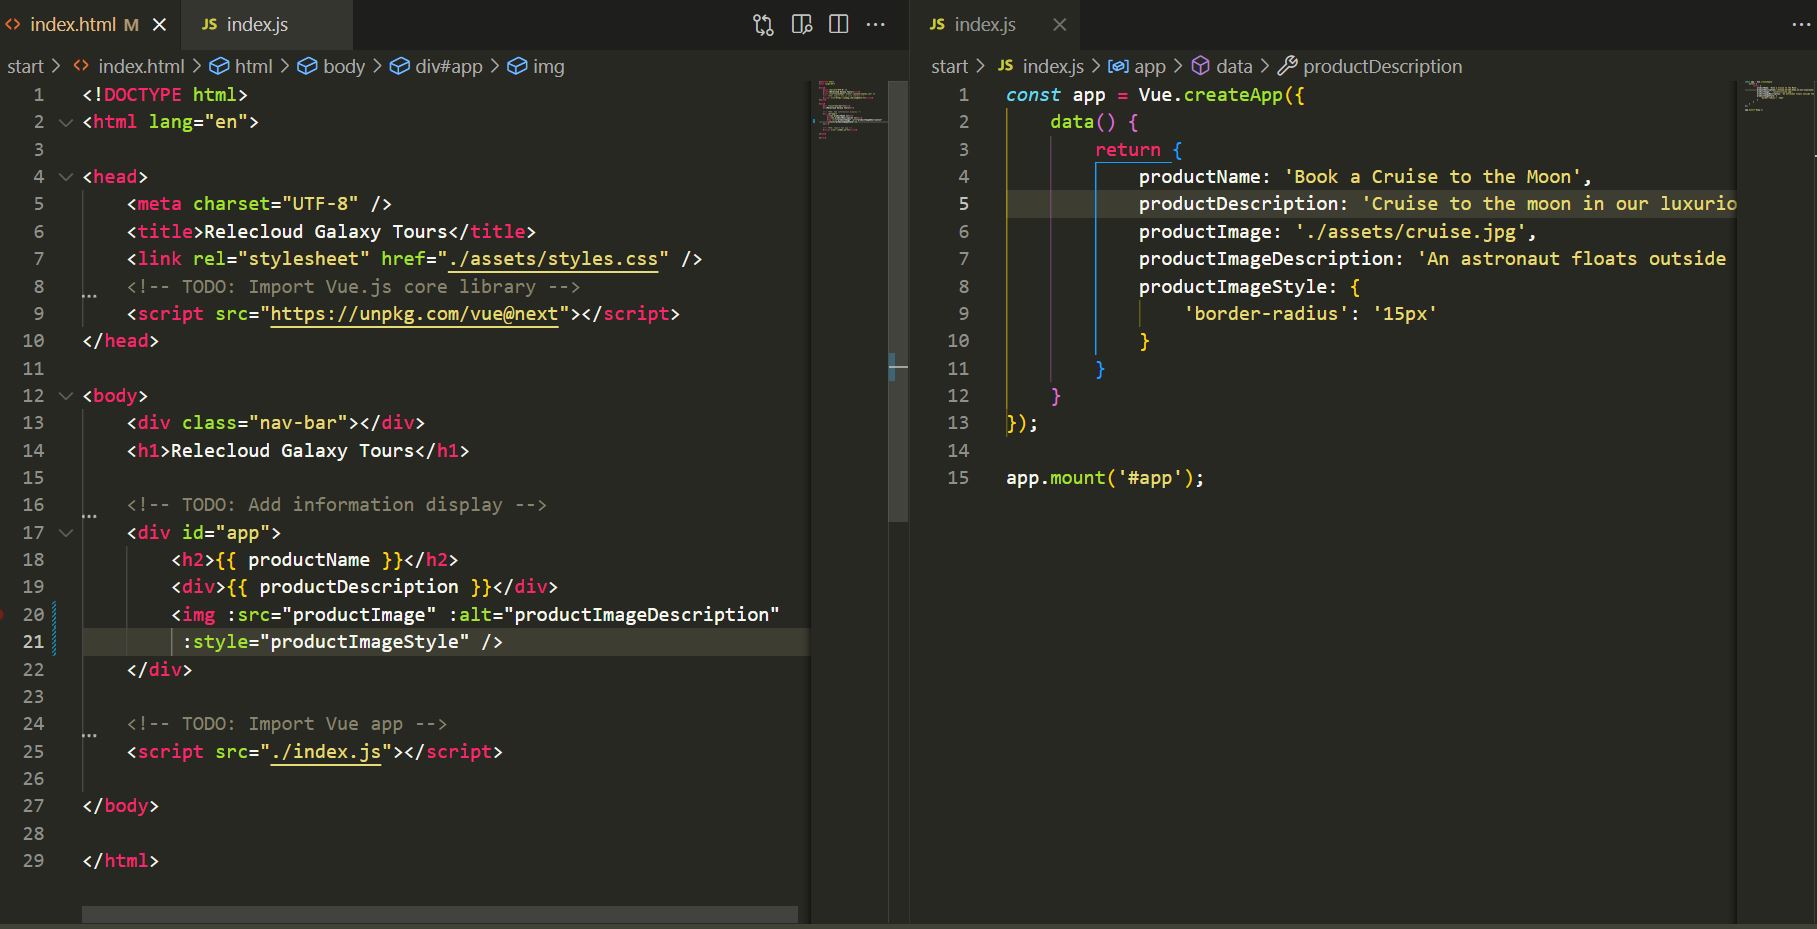 index.html M
JS index.js
start > index.html > html > body > div#app > img
1 <!DOCTYPE html>
2 <html lang="en">
3
4 <head>
5 <meta charset="UTF-8" />
6 <title>Relecloud Galaxy Tours</title>
7 <link rel="stylesheet" href="./assets/styles.css" />
8 <!-- TODO: Import Vue.js core library -->
9 <script src="https://unpkg.com/vue@next"></script>
10 </head>
11
12 <body>
13 <div class="nav-bar"></div>
14 <h1>Relecloud Galaxy Tours</h1>
15
16 <!-- TODO: Add information display -->
17 <div id="app">
18 <h2>{{ productName }}</h2>
19 <div>{{ productDescription }}</div>
20 <img :src="productImage" :alt="productImageDescription"
21 :style="productImageStyle" />
22 </div>
23
24 <!-- TODO: Import Vue app -->
25 <script src="./index.js"></script>
26
27 </body>
28
29 </html>
JS index.js
start > JS index.js > app > data > productDescription
1 const app = Vue.createApp({
2 data() {
3 return {
4 productName: 'Book a Cruise to the Moon',
5 productDescription: 'Cruise to the moon in our luxurio
6 productImage: './assets/cruise.jpg',
7 productImageDescription: 'An astronaut floats outside
8 productImageStyle: {
9 'border-radius': '15px'
10 }
11 }
12 }
13 });
14
15 app.mount('#app');